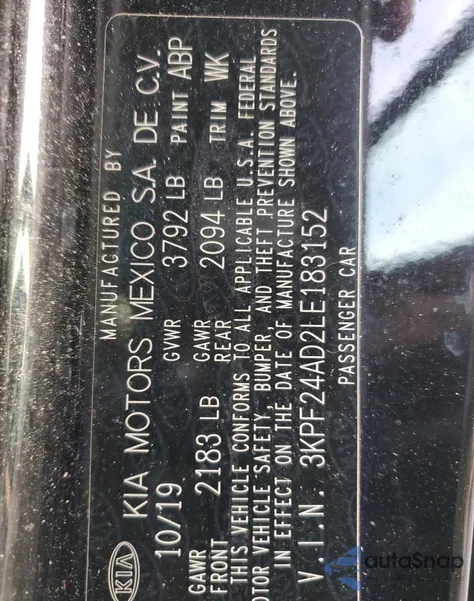 MANUFACTURED BY
KIA KIA MOTORS MEXICO S.A. DE C.V.
10/19 GVWR 3792 LB PAINT ABP
GAWR FRONT 2183 LB GAWR REAR 2094 LB TRIM WK
THIS VEHICLE CONFORMS TO ALL APPLICABLE U.S.A. FEDERAL
OTOR VEHICLE SAFETY, BUMPER, AND THEFT PREVENTION STANDARDS
IN EFFECT ON THE DATE OF MANUFACTURE SHOWN ABOVE.
V.I.N. 3KPF24AD2LE183152
PASSENGER CAR
autoSnap